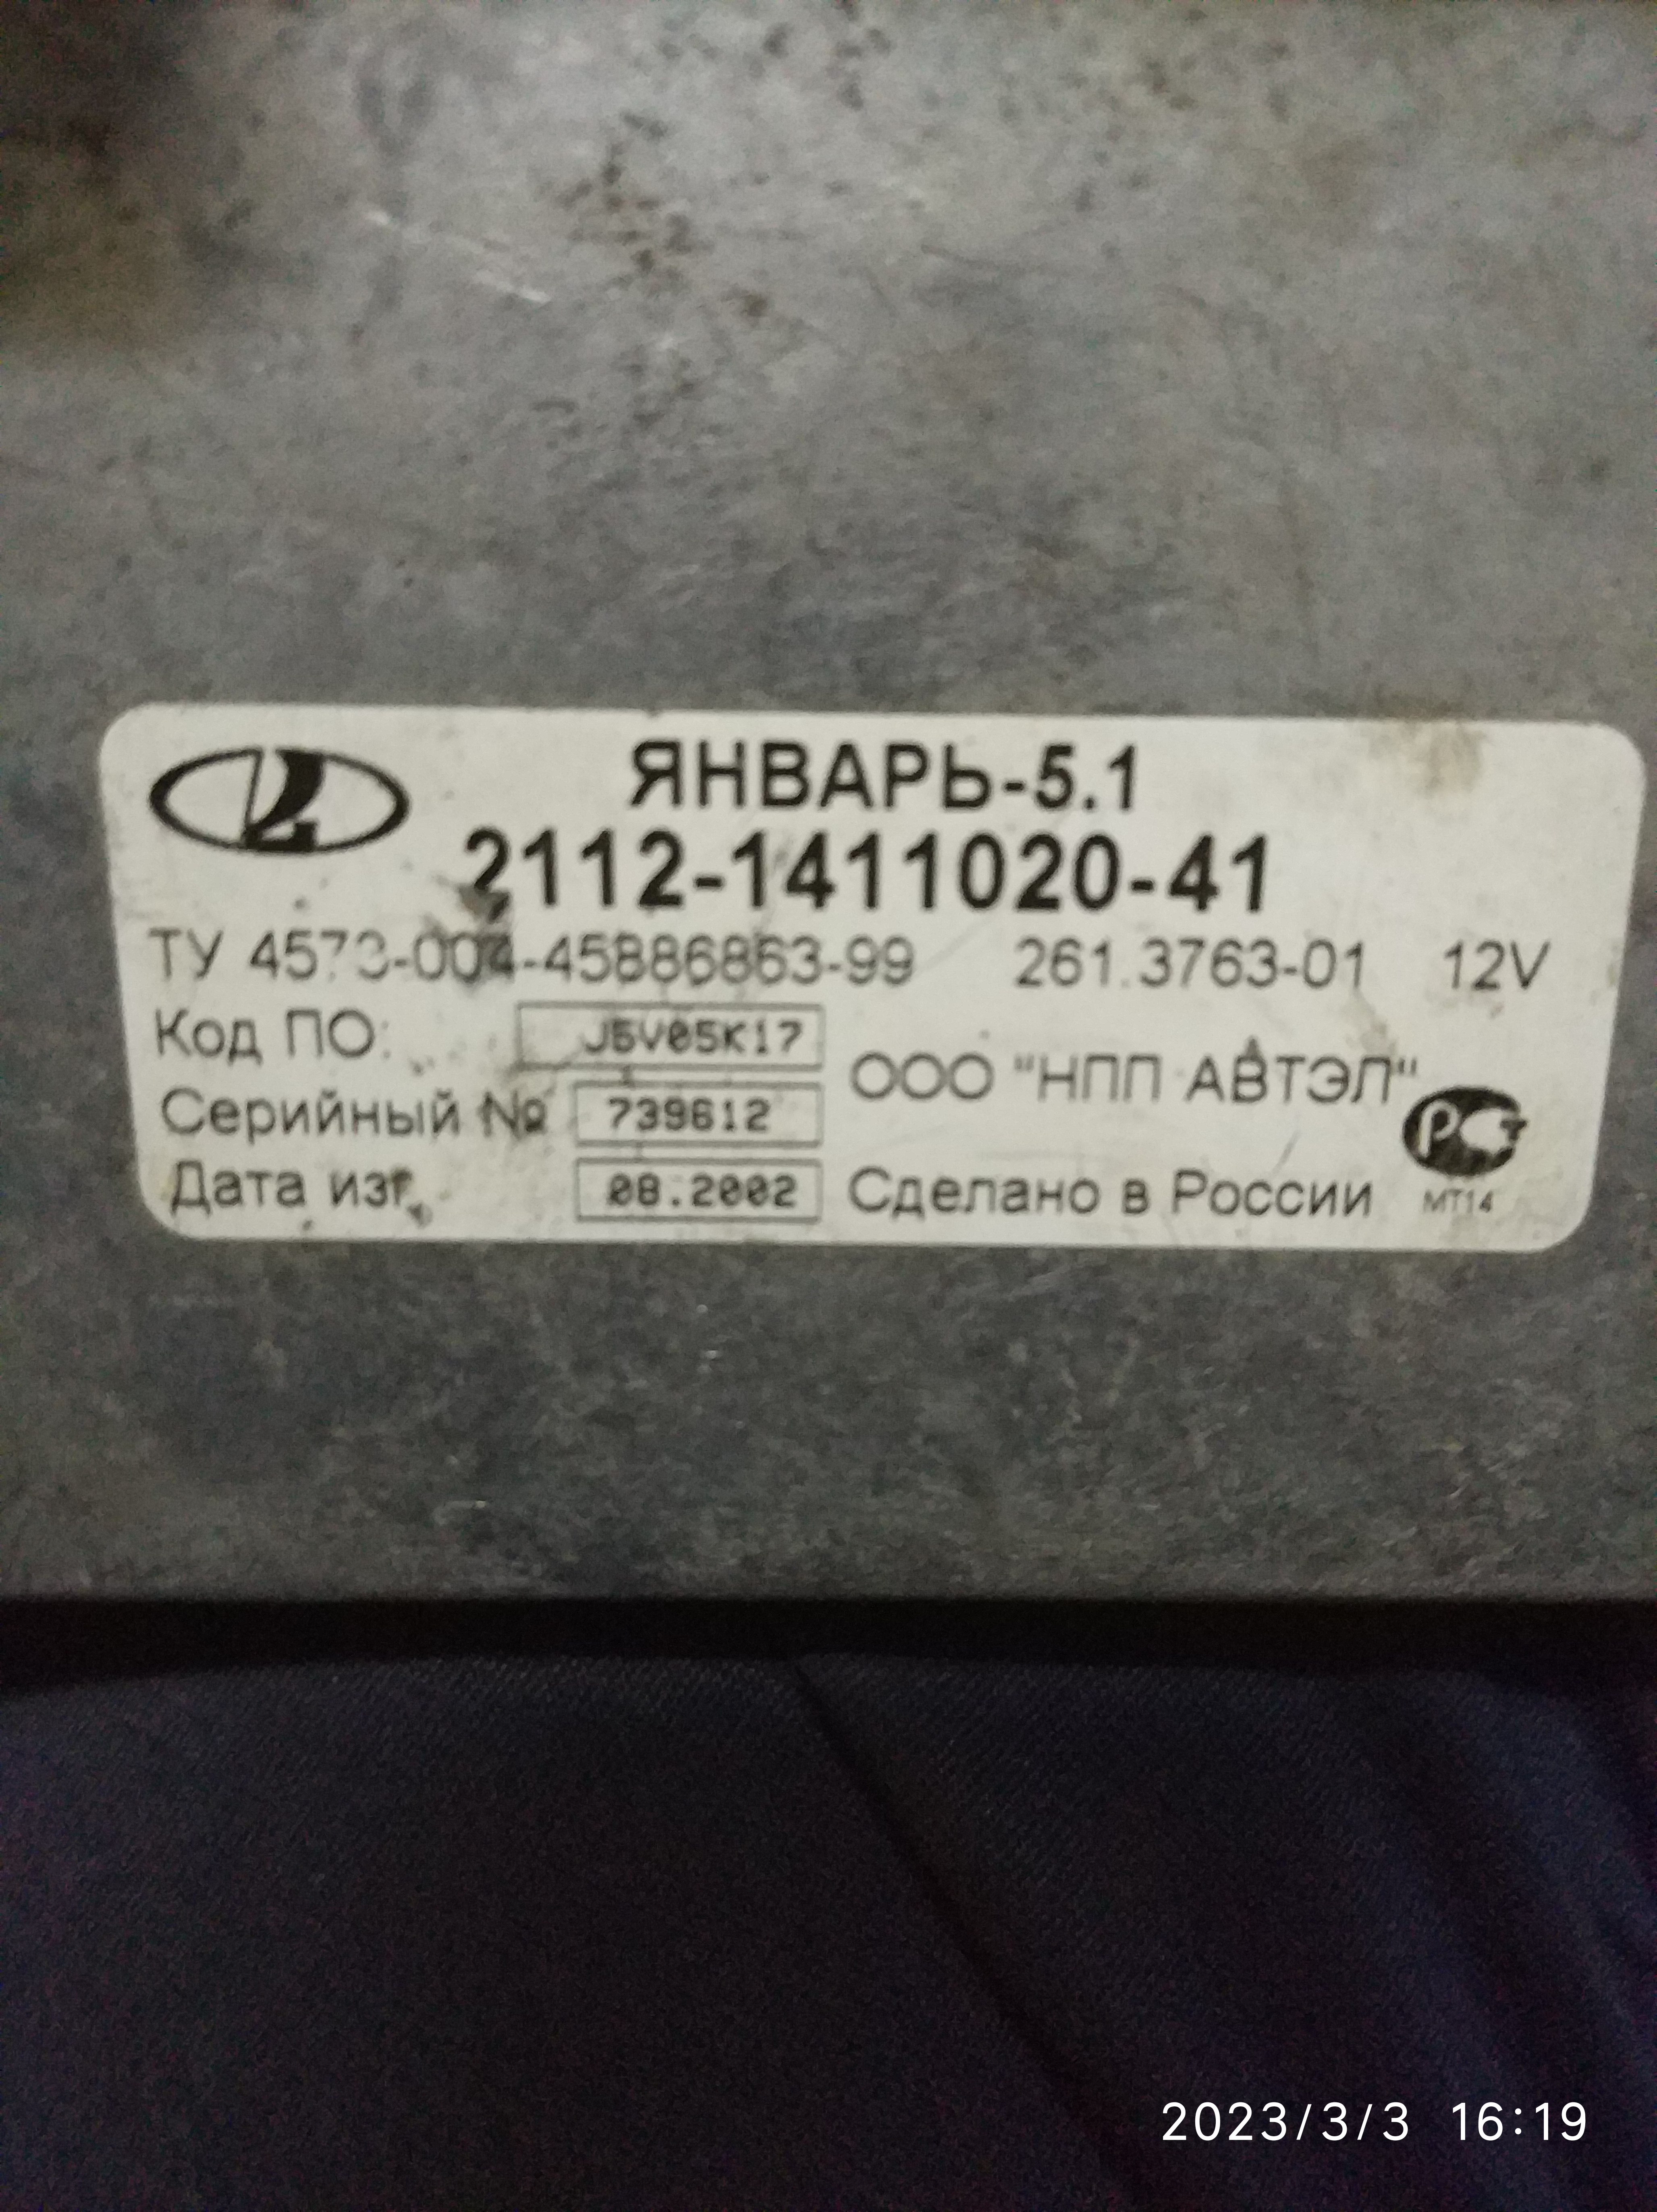 ЯНВАРЬ-5.1
2112-1411020-41
ТУ 4573-004-45886863-99 261.3763-01 12V
Код ПО: J5V05K17
ООО "НПП АВТЭЛ"
Серийный № 739612
Дата изг. 08.2002 Сделано в России
МТ14
2023/3/3 16:19